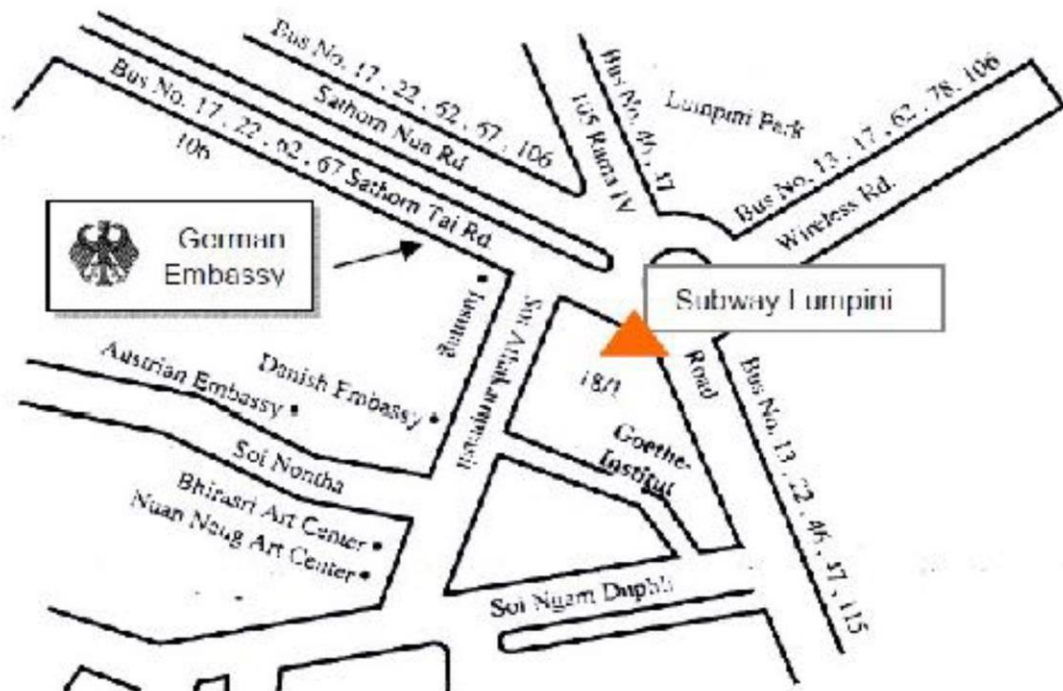 Bus No. 17 , 22 , 62 , 67 , 106
Sathorn Nua Rd
Bus No. 17 , 22 , 62 , 67 Sathorn Tai Rd.
106
105 Rama IV
Bus No. 46 , 47
Lumpini Park
Bus No. 13 , 17 , 62 , 78, 106
Wireless Rd.
German
Embassy
Subway Lumpini
Soi Attakarnprasit
18/1
Road
Bus No. 13 , 22 , 46 , 47 , 115
Danish Embassy
Austrian Embassy
Goethe-
Institut
Soi Nontha
Bhirasri Art Center
Nuan Naug Art Center
Soi Ngam Duphli